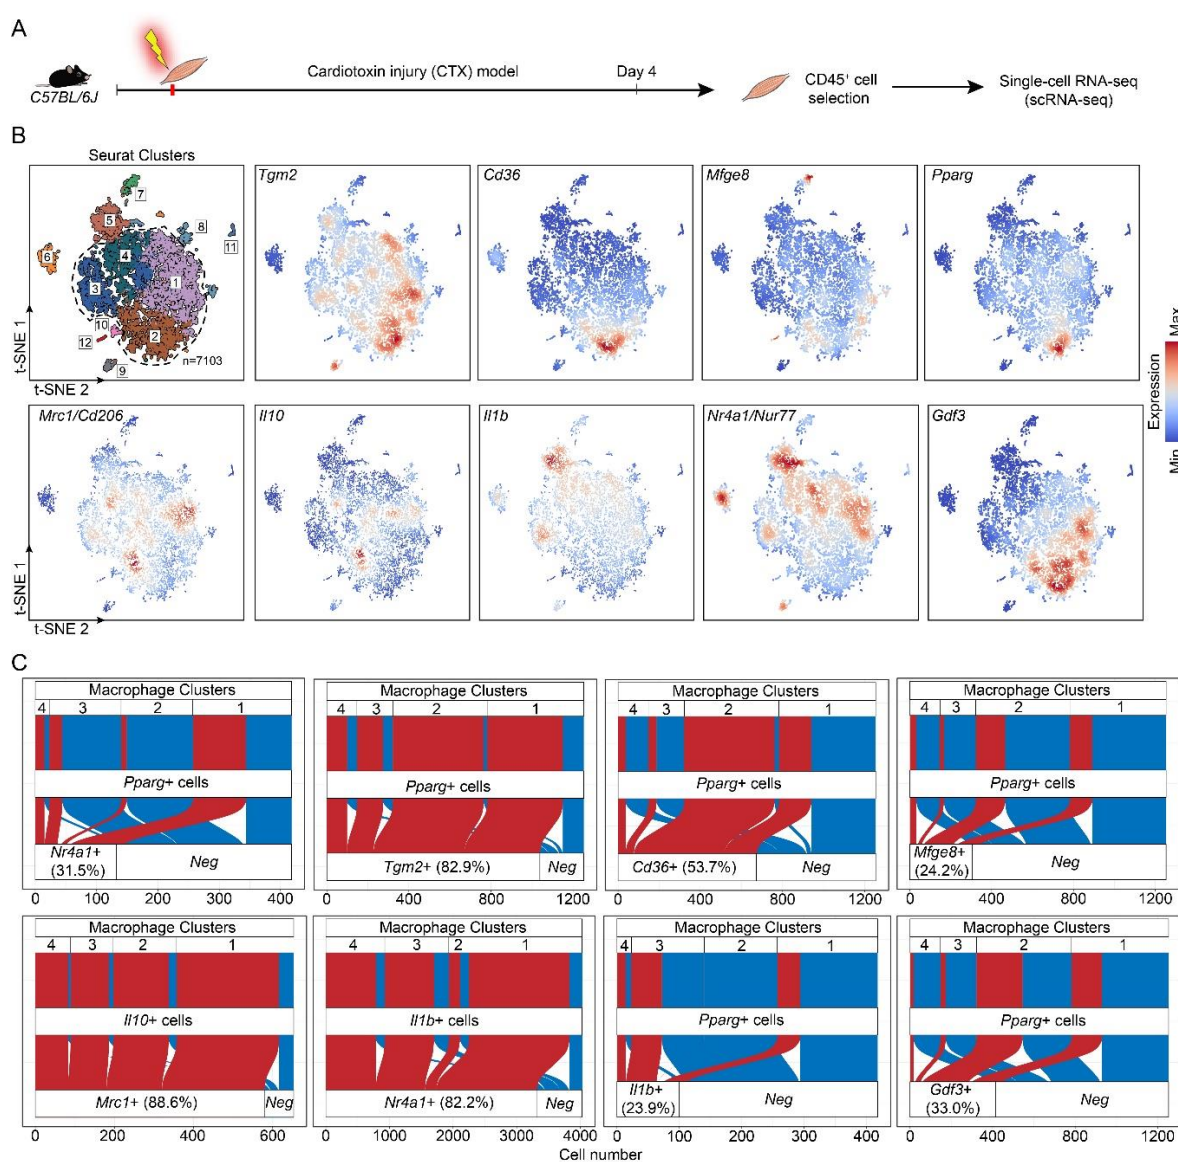 A
C57BL/6J
Cardiotoxin injury (CTX) model
Day 4
CD45⁺ cell
selection
Single-cell RNA-seq
(scRNA-seq)
B
Seurat Clusters
7
5
8
11
6
4
3
1
10
2
12
9
n=7103
t-SNE 1
t-SNE 2
Tgm2
Cd36
Mfge8
Pparg
Mrc1/Cd206
Il10
Il1b
Nr4a1/Nur77
Gdf3
t-SNE 1
t-SNE 2
Expression
Min
Max
C
Macrophage Clusters
4 3 2 1
Pparg+ cells
Nr4a1+
(31.5%)
Neg
0 100 200 300 400
Macrophage Clusters
4 3 2 1
Pparg+ cells
Tgm2+ (82.9%)
Neg
0 400 800 1200
Macrophage Clusters
4 3 2 1
Pparg+ cells
Cd36+ (53.7%)
Neg
0 400 800 1200
Macrophage Clusters
4 3 2 1
Pparg+ cells
Mfge8+
(24.2%)
Neg
0 400 800 1200
Macrophage Clusters
4 3 2 1
Il10+ cells
Mrc1+ (88.6%)
Neg
0 200 400 600
Macrophage Clusters
4 3 2 1
Il1b+ cells
Nr4a1+ (82.2%)
Neg
0 1000 2000 3000 4000
Macrophage Clusters
4 3 2 1
Pparg+ cells
Il1b+
(23.9%)
Neg
0 100 200 300 400
Macrophage Clusters
4 3 2 1
Pparg+ cells
Gdf3+
(33.0%)
Neg
0 400 800 1200
Cell number